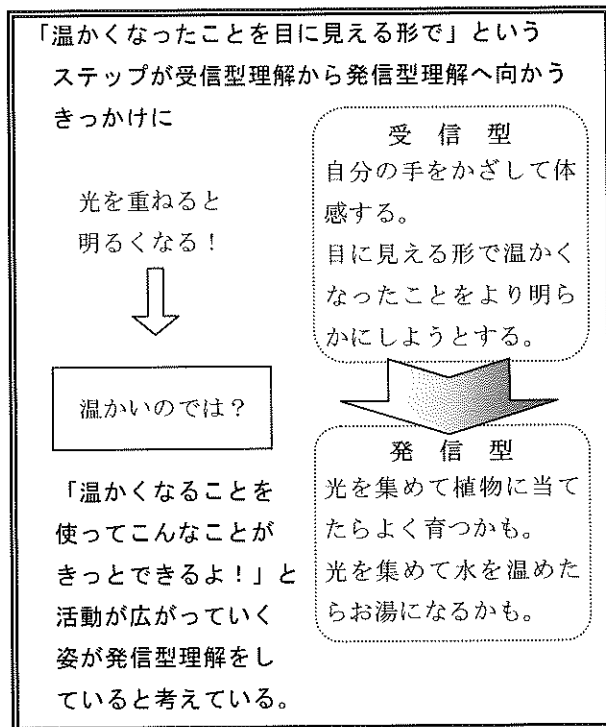 「温かくなったことを目に見える形で」という
ステップが受信型理解から発信型理解へ向かう
きっかけに
光を重ねると
明るくなる！
温かいのでは？
「温かくなることを
使ってこんなことが
きっとできるよ！」と
活動が広がっていく
姿が発信型理解をし
ていると考えている。
受信型
自分の手をかざして体
感する。
目に見える形で温かく
なったことをより明ら
かにしようとする。
発信型
光を集めて植物に当て
たらよく育つかも。
光を集めて水を温めた
らお湯になるかも。